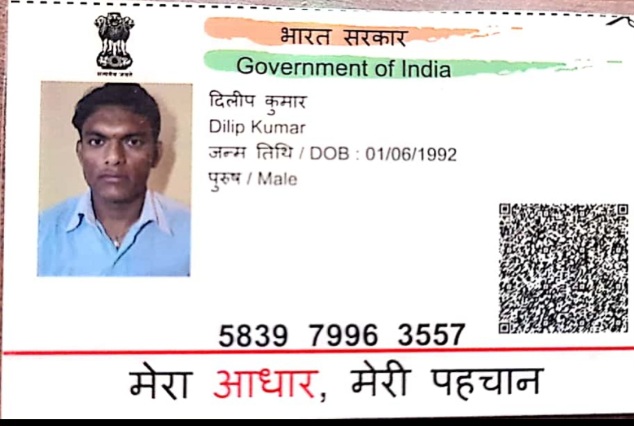 सत्यमेव जयते
भारत सरकार
Government of India
दिलीप कुमार
Dilip Kumar
जन्म तिथि / DOB : 01/06/1992
पुरुष / Male
5839 7996 3557
मेरा आधार, मेरी पहचान